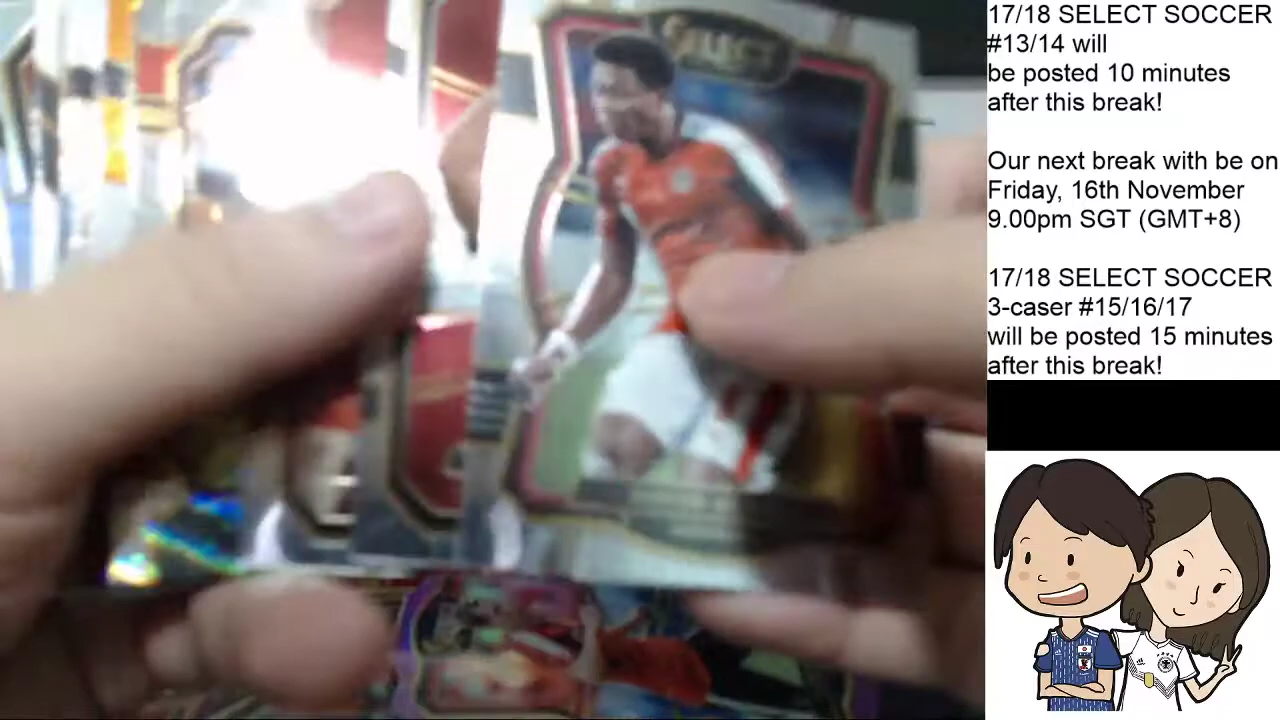 SELECT
17/18 SELECT SOCCER
#13/14 will
be posted 10 minutes
after this break!
Our next break with be on
Friday, 16th November
9.00pm SGT (GMT+8)
17/18 SELECT SOCCER
3-caser #15/16/17
will be posted 15 minutes
after this break!